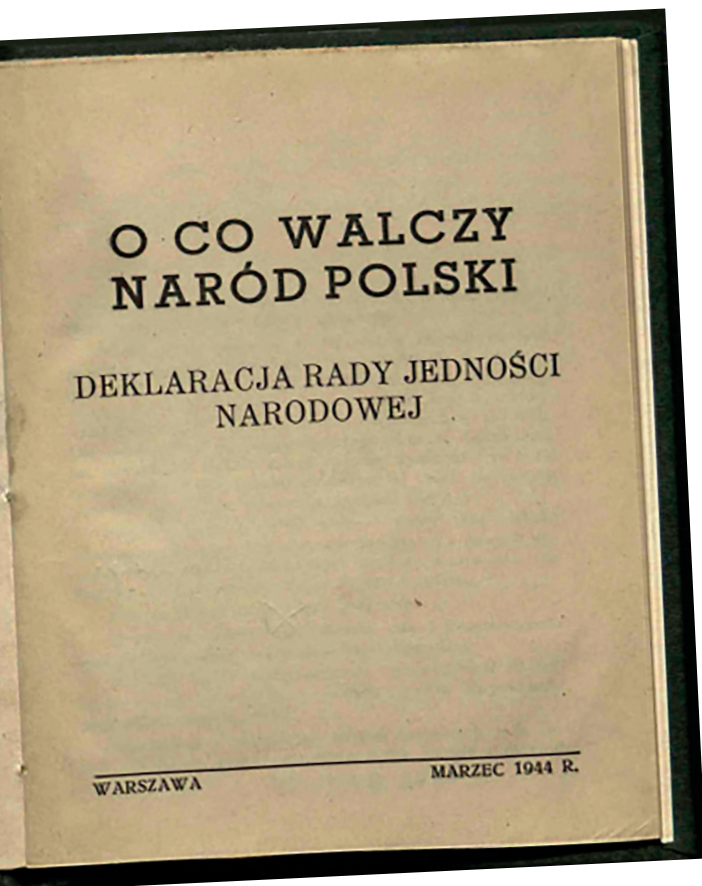 O CO WALCZY
NARÓD POLSKI
DEKLARACJA RADY JEDNOŚCI
NARODOWEJ
WARSZAWA
MARZEC 1944 R.